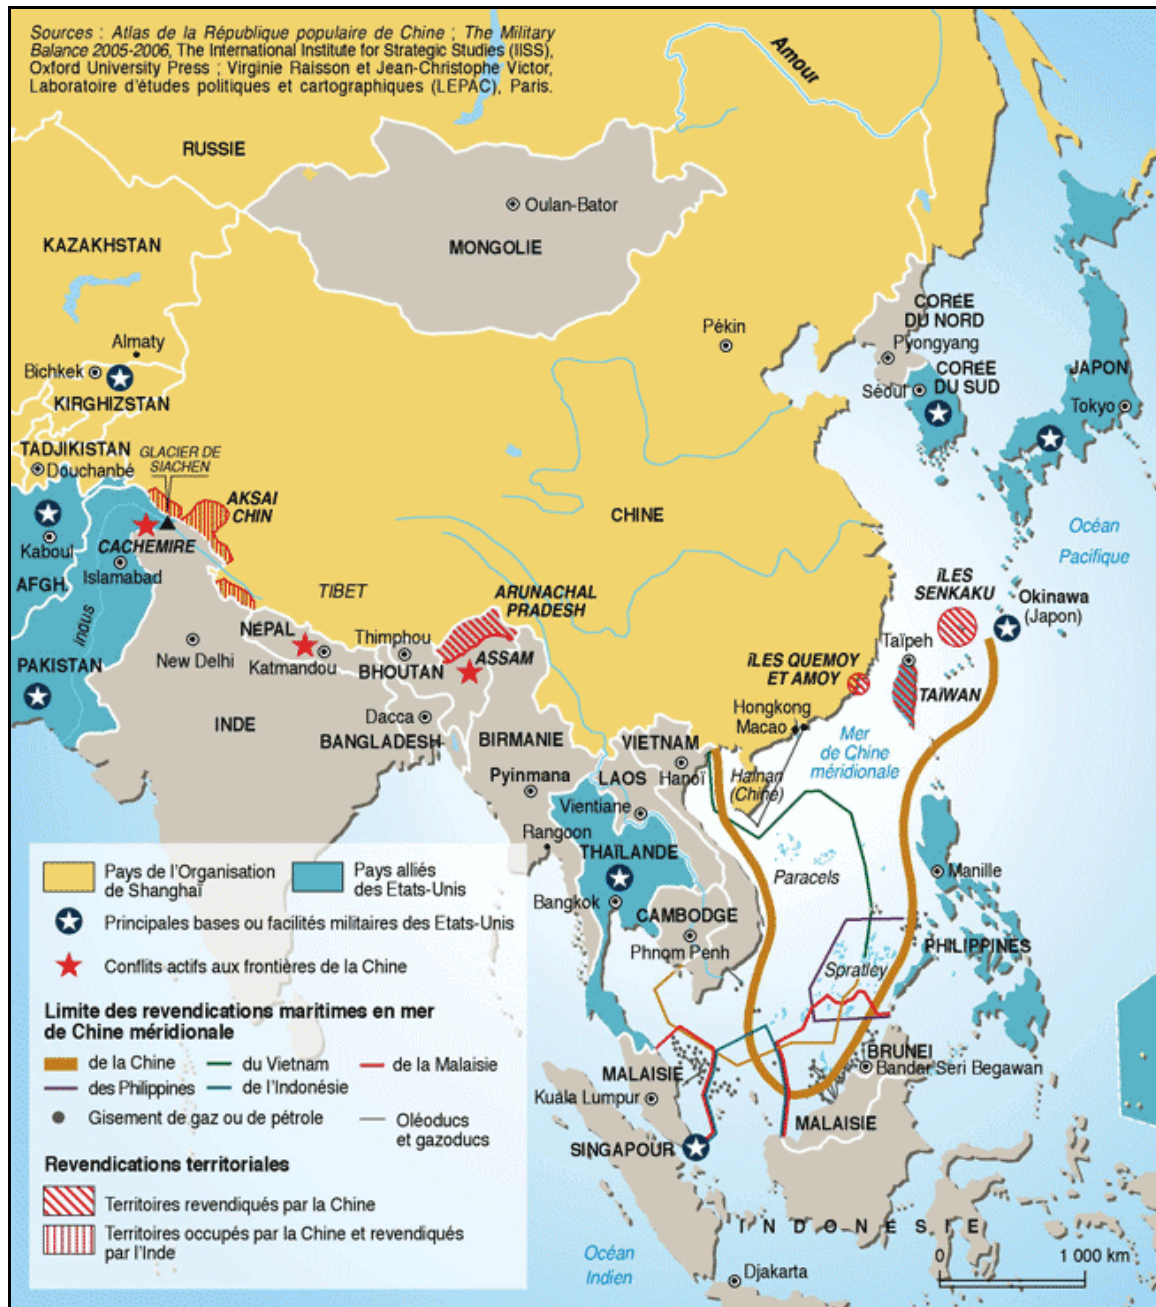 Sources : Atlas de la République populaire de Chine ; The Military
Balance 2005-2006, The International Institute for Strategic Studies (IISS),
Oxford University Press ; Virginie Raisson et Jean-Christophe Victor,
Laboratoire d'études politiques et cartographiques (LEPAC), Paris.
Amour
RUSSIE
Oulan-Bator
MONGOLIE
KAZAKHSTAN
Almaty
Bichkek
KIRGHIZSTAN
TADJIKISTAN
Douchanbé
GLACIER DE
SIACHEN
AKSAI
CHIN
Pékin
CORÉE
DU NORD
Pyongyang
CORÉE
DU SUD
Séoul
JAPON
Tokyo
CHINE
Océan
Pacifique
CACHEMIRE
Kaboul
Islamabad
AFGH.
Indus
PAKISTAN
TIBET
ARUNACHAL
PRADESH
ÎLES
SENKAKU
Okinawa
(Japon)
NÉPAL
Katmandou
New Delhi
Thimphou
BHOUTAN
ASSAM
Taïpeh
TAÏWAN
ÎLES QUEMOY
ET AMOY
INDE
Dacca
BANGLADESH
BIRMANIE
Pyinmana
Rangoon
VIETNAM
Hanoï
LAOS
Vientiane
Hongkong
Macao
Hainan
(Chine)
Mer
de Chine
méridionale
THAÏLANDE
Bangkok
CAMBODGE
Phnom Penh
Paracels
Manille
PHILIPPINES
Spratley
BRUNEI
Bander Seri Begawan
MALAISIE
Kuala Lumpur
MALAISIE
SINGAPOUR
INDONÉSIE
Océan
Indien
Djakarta
0 1 000 km
Pays de l'Organisation
de Shanghaï
Pays alliés
des Etats-Unis
Principales bases ou facilités militaires des Etats-Unis
Conflits actifs aux frontières de la Chine
Limite des revendications maritimes en mer
de Chine méridionale
de la Chine
du Vietnam
de la Malaisie
des Philippines
de l'Indonésie
Gisement de gaz ou de pétrole
Oléoducs
et gazoducs
Revendications territoriales
Territoires revendiqués par la Chine
Territoires occupés par la Chine et revendiqués
par l'Inde